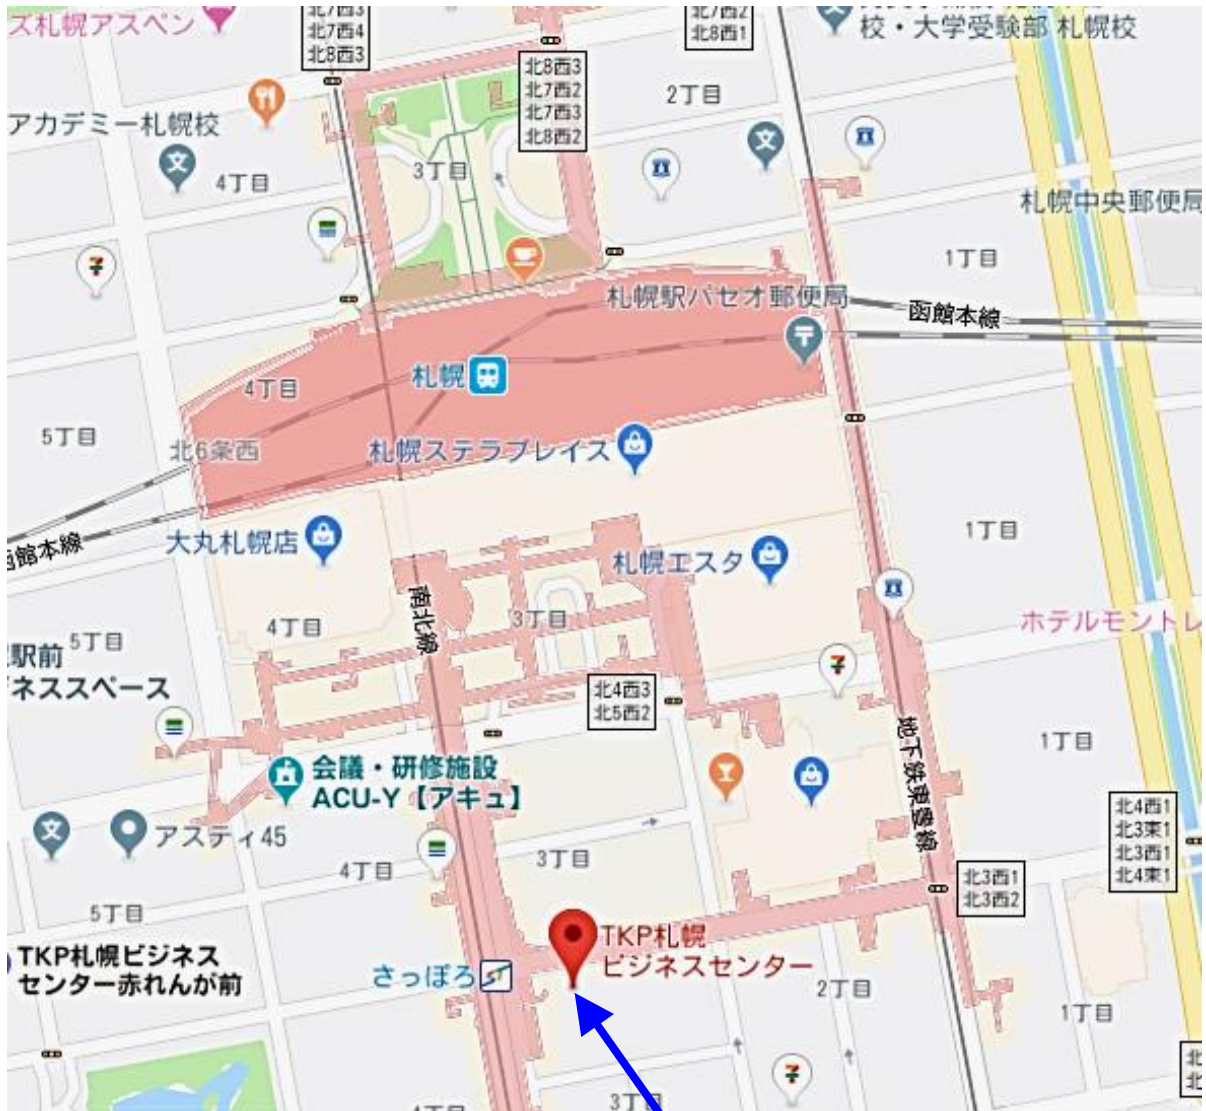 ズ札幌アスペン
北7西4
北8西3
北7西2
北8西1
校・大学受験部 札幌校
北8西3
北7西2
北7西3
北8西2
2丁目
アカデミー札幌校
4丁目
3丁目
札幌中央郵便局
1丁目
札幌駅パセオ郵便局
函館本線
4丁目
札幌
5丁目
北6条西
札幌ステラプレイス
函館本線
大丸札幌店
札幌エスタ
1丁目
南北線
3丁目
4丁目
ホテルモントレ
5丁目
駅前
ネススペース
北4西3
北5西2
地下鉄東豊線
1丁目
会議・研修施設
ACU-Y【アキュ】
アスティ45
北4西1
北3東1
北3西1
北4東1
4丁目
3丁目
北3西1
北3西2
5丁目
TKP札幌ビジネス
センター赤れんが前
さっぽろ
TKP札幌
ビジネスセンター
2丁目
1丁目
3丁目